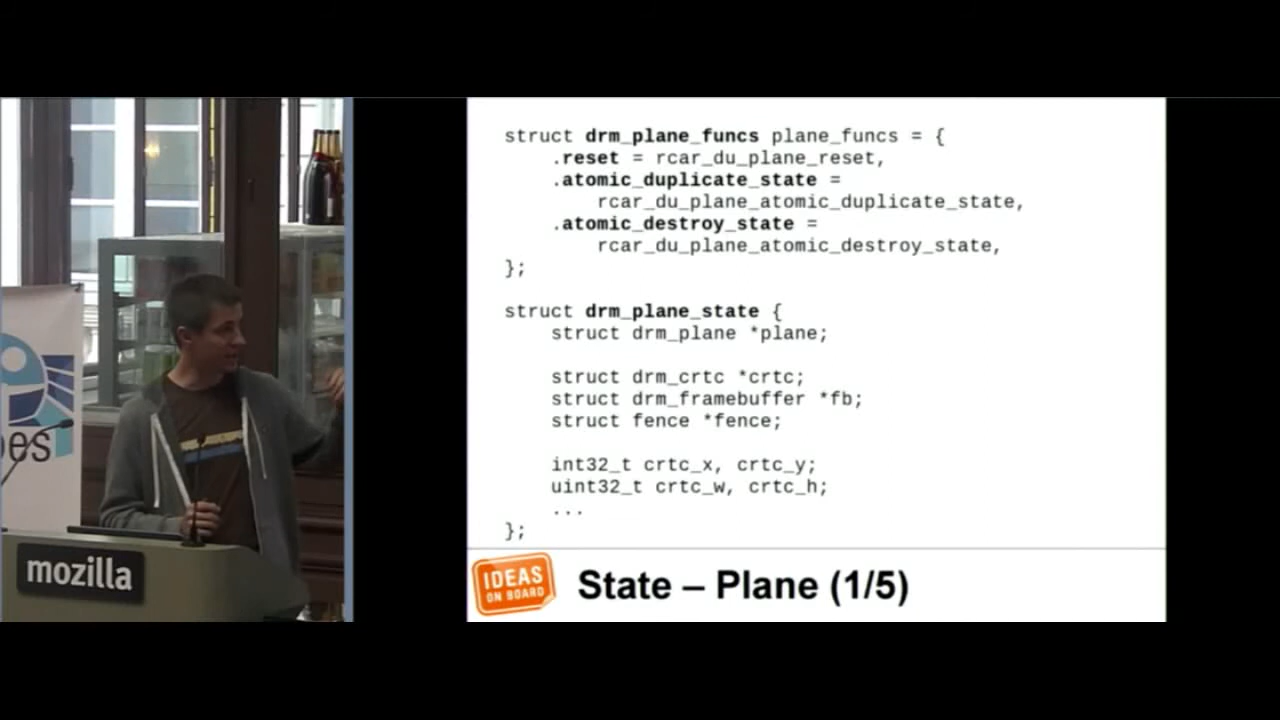 struct drm_plane_funcs plane_funcs = {
.reset = rcar_du_plane_reset,
.atomic_duplicate_state =
rcar_du_plane_atomic_duplicate_state,
.atomic_destroy_state =
rcar_du_plane_atomic_destroy_state,
};
struct drm_plane_state {
struct drm_plane *plane;
struct drm_crtc *crtc;
struct drm_framebuffer *fb;
struct fence *fence;
int32_t crtc_x, crtc_y;
uint32_t crtc_w, crtc_h;
...
};
IDEAS
ON BOARD
State – Plane (1/5)
mozilla